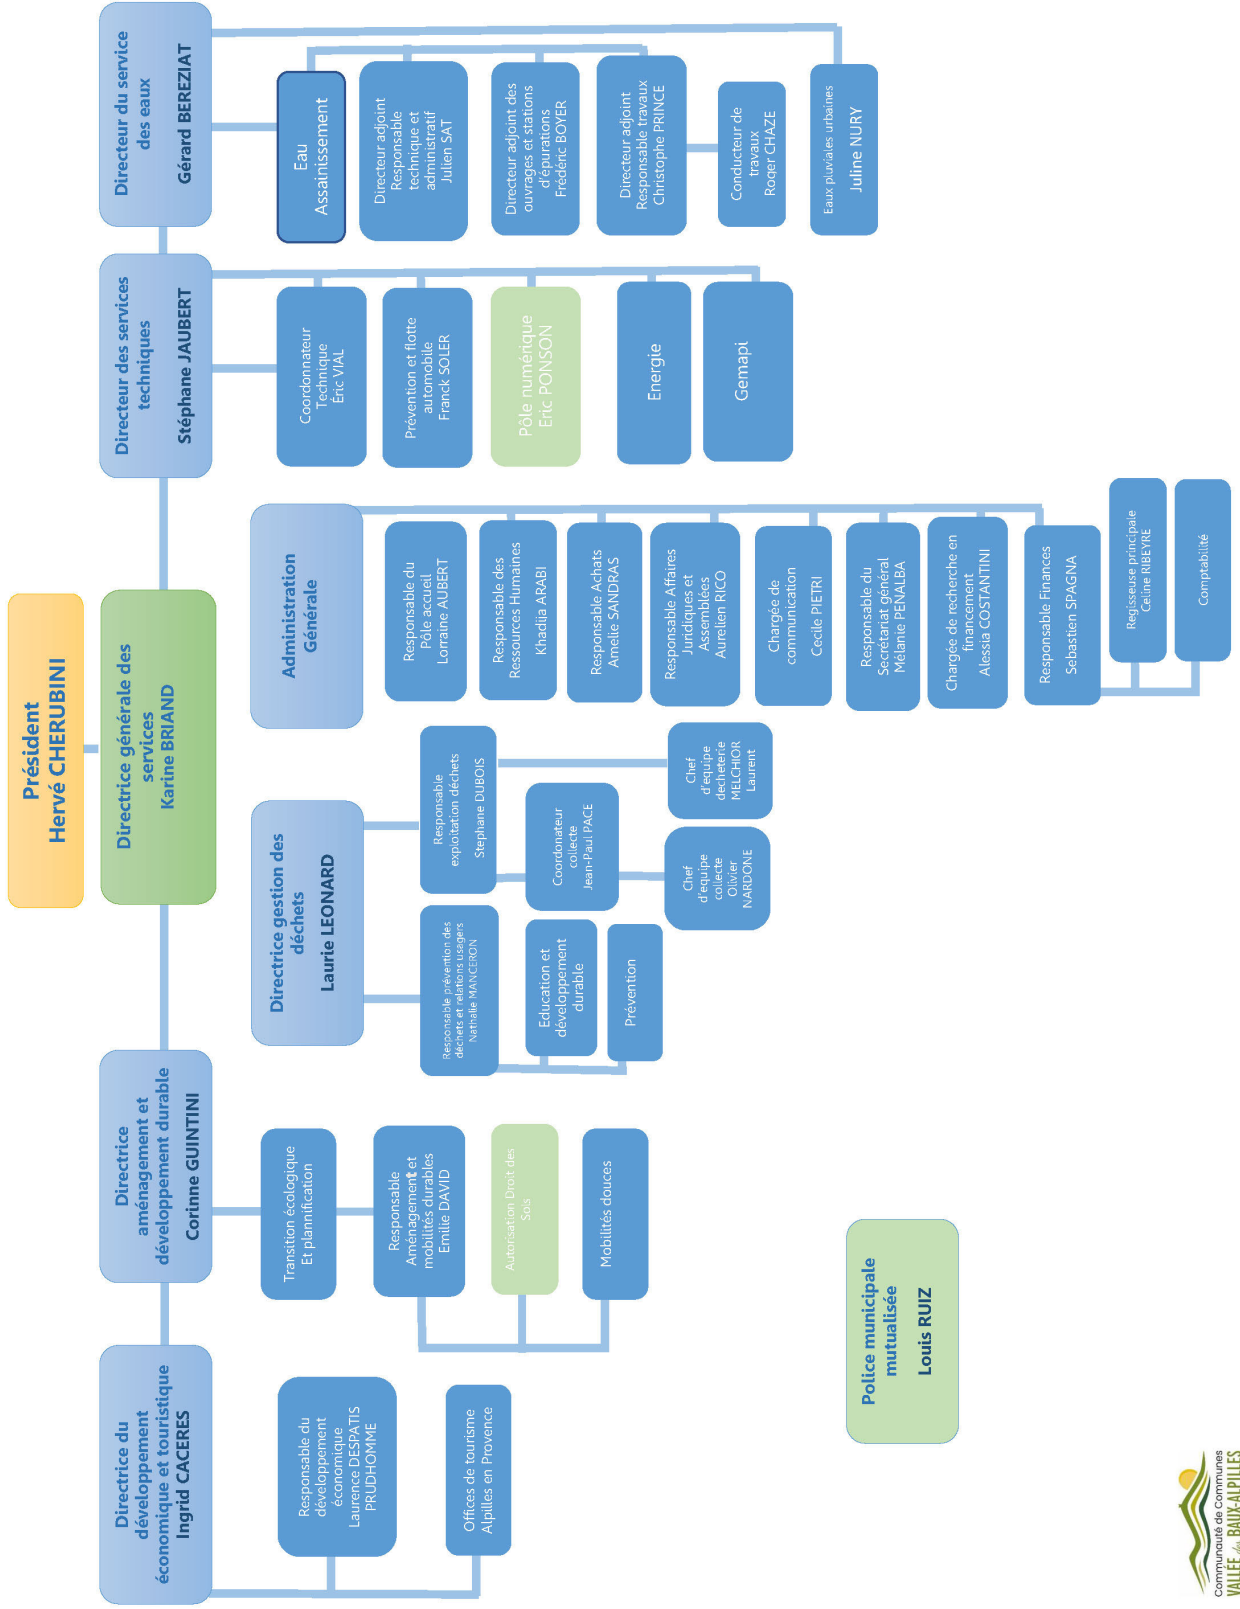 Président
Hervé CHERUBINI
Directrice générale des
services
Karine BRIAND
Directrice du
développement
économique et touristique
Ingrid CACERES
Responsable du
développement
économique
Laurence DESPATIS
PRUDHOMME
Offices de tourisme
Alpilles en Provence
Directrice
aménagement et
développement durable
Corinne GUINTINI
Transition écologique
Et plannification
Responsable
Aménagement et
mobilités durables
Emilie DAVID
Autorisation Droit des
Sols
Mobilités douces
Directrice gestion des
déchets
Laurie LEONARD
Responsable prévention des
déchets et relations usagers
Nathalie MANCERON
Education et
développement
durable
Prévention
Responsable
exploitation déchets
Stephane DUBOIS
Coordonateur
collecte
Jean-Paul PACE
Chef
d'equipe
collecte
Olivier
NARDONE
Chef
d'equipe
decheterie
MELCHIOR
Laurent
Administration
Générale
Responsable du
Pôle accueil
Lorraine AUBERT
Responsable des
Ressources Humaines
Khadija ARABI
Responsable Achats
Amelie SANDRAS
Responsable Affaires
Juridiques et
Assemblées
Aurelien RICO
Chargée de
communication
Cecile PIETRI
Responsable du
Secrétariat général
Mélanie PENALBA
Chargée de recherche en
financement
Alessia COSTANTINI
Responsable Finances
Sebastien SPAGNA
Regisseuse principale
Celine RIBEYRE
Comptabilité
Directeur des services
techniques
Stéphane JAUBERT
Coordonnateur
Technique
Éric VIAL
Prévention et flotte
automobile
Franck SOLER
Pôle numérique
Eric PONSON
Energie
Gemapi
Directeur du service
des eaux
Gérard BEREZIAT
Eau
Assainissement
Directeur adjoint
Responsable
technique et
administratif
Julien SAT
Directeur adjoint des
ouvrages et stations
d'épurations
Frédéric BOYER
Directeur adjoint
Responsable travaux
Christophe PRINCE
Conducteur de
travaux
Roger CHAZE
Eaux pluviales urbaines
Juline NURY
Police municipale
mutualisée
Louis RUIZ
Communauté de Communes
VALLÉE des BAUX-ALPILLES